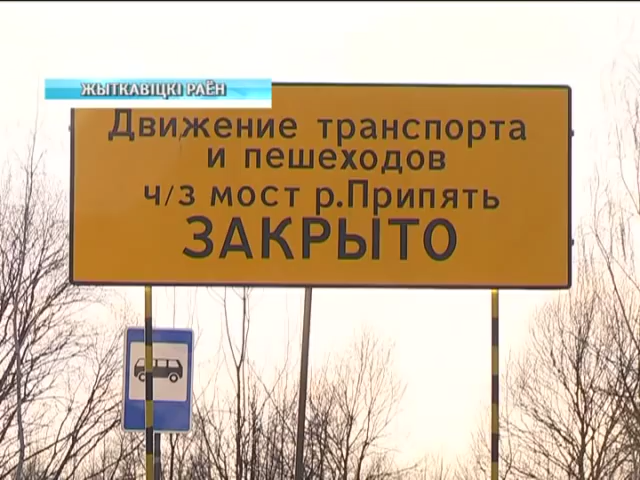 ЖЫТКАВІЦКІ РАЁН
Движение транспорта
и пешеходов
ч/з мост р.Припять
ЗАКРЫТО